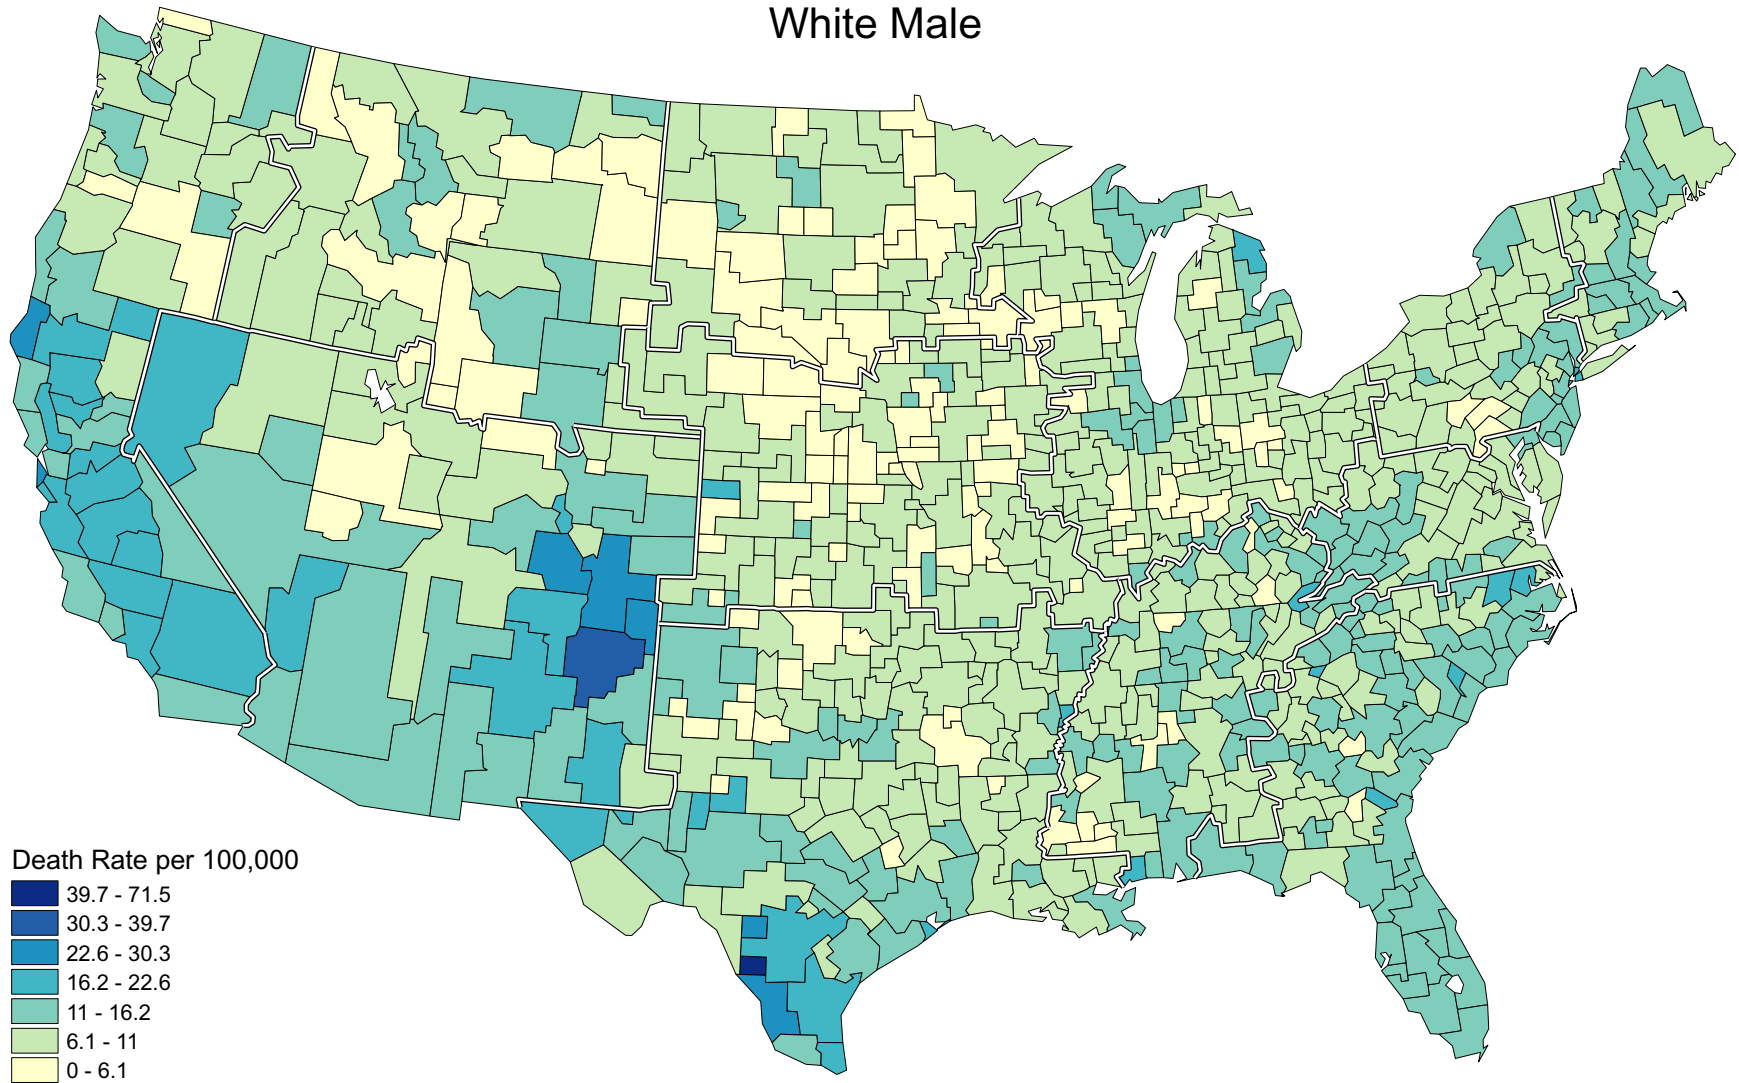 White Male
Death Rate per 100,000
39.7 - 71.5
30.3 - 39.7
22.6 - 30.3
16.2 - 22.6
11 - 16.2
6.1 - 11
0 - 6.1